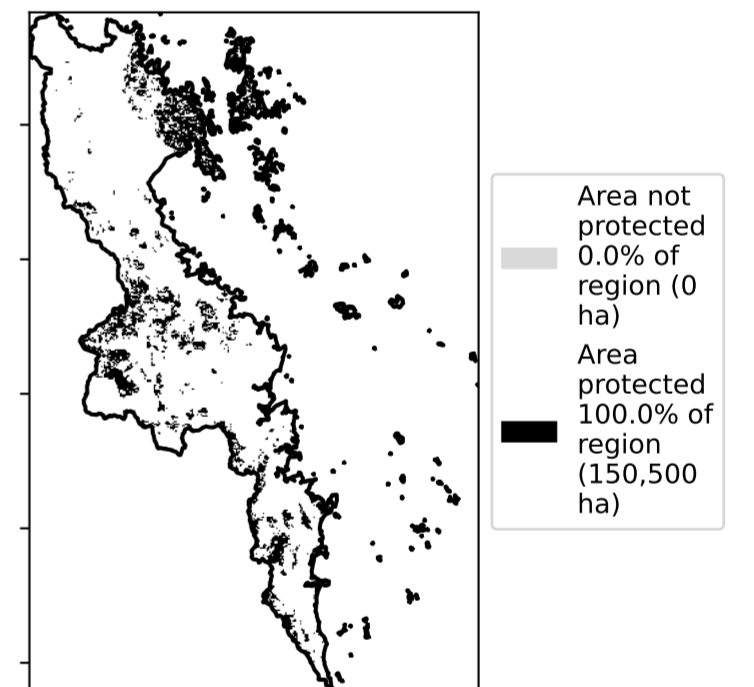 Area not
protected
0.0% of
region (0
ha)
Area
protected
100.0% of
region
(150,500
ha)